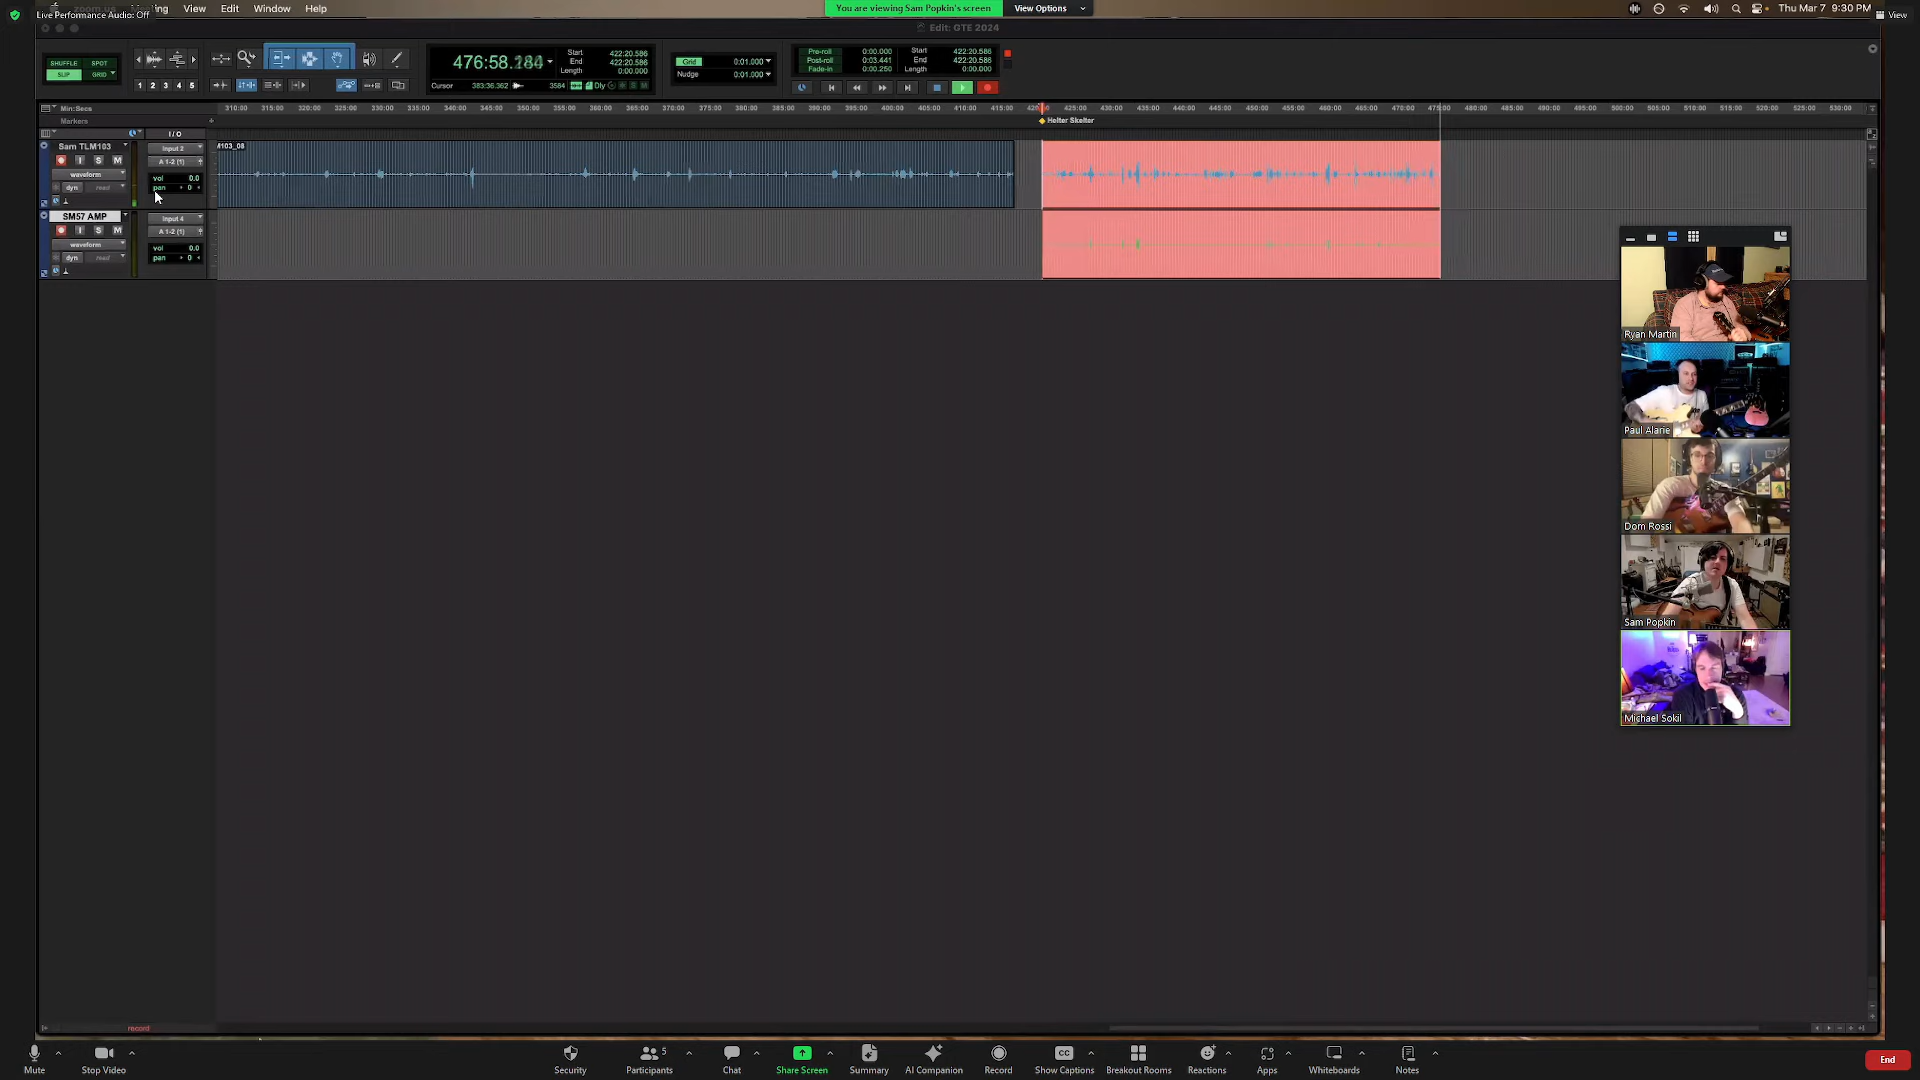 Live Performance Audio: Off
View
Edit
Window
Help
You are viewing Sam Popkin's screen
View Options
Thu Mar 7 9:30 PM
View
Edit: GTE 2024
SHUFFLE SPOT
SLIP GRID
1 2 3 4 5
476:58.184
Start 422:20.586
End 422:20.586
Length 0:00.000
Cursor 383:36.362
3584
Dly
Grid 0:01.000
Nudge 0:01.000
Pre-roll 0:00.000
Post-roll 0:03.441
Fade-in 0:00.250
Start 422:20.586
End 422:20.586
Length 0:00.000
Min:Secs
310:00 315:00 320:00 325:00 330:00 335:00 340:00 345:00 350:00 355:00 360:00 365:00 370:00 375:00 380:00 385:00 390:00 395:00 400:00 405:00 410:00 415:00 425:00 430:00 435:00 440:00 445:00 450:00 455:00 460:00 465:00 470:00 475:00 480:00 485:00 490:00 495:00 500:00 505:00 510:00 515:00 520:00 525:00 530:00
Markers
Helter Skelter
I/O
Sam TLM103
Input 2
M103_08
I S M
A 1-2 (1)
waveform
vol 0.0
dyn read
pan 0
SM57 AMP
Input 4
I S M
A 1-2 (1)
waveform
vol 0.0
dyn read
pan 0
Ryan Martin
Paul Alarie
Dom Rossi
Sam Popkin
Michael Sokil
record
Mute
Stop Video
Security
Participants
5
Chat
Share Screen
Summary
AI Companion
Record
Show Captions
Breakout Rooms
Reactions
Apps
Whiteboards
Notes
End